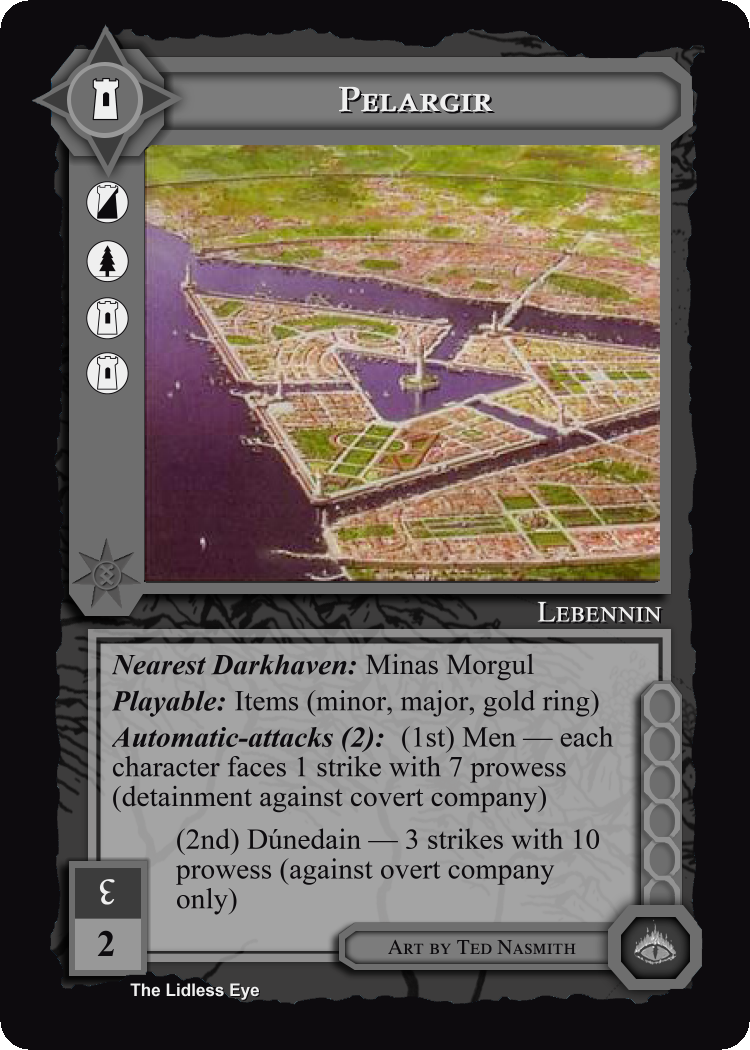 Pelargir
Lebennin
Nearest Darkhaven: Minas Morgul
Playable: Items (minor, major, gold ring)
Automatic-attacks (2): (1st) Men — each
character faces 1 strike with 7 prowess
(detainment against covert company)
(2nd) Dúnedain — 3 strikes with 10
prowess (against overt company
only)
2
Art by Ted Nasmith
The Lidless Eye